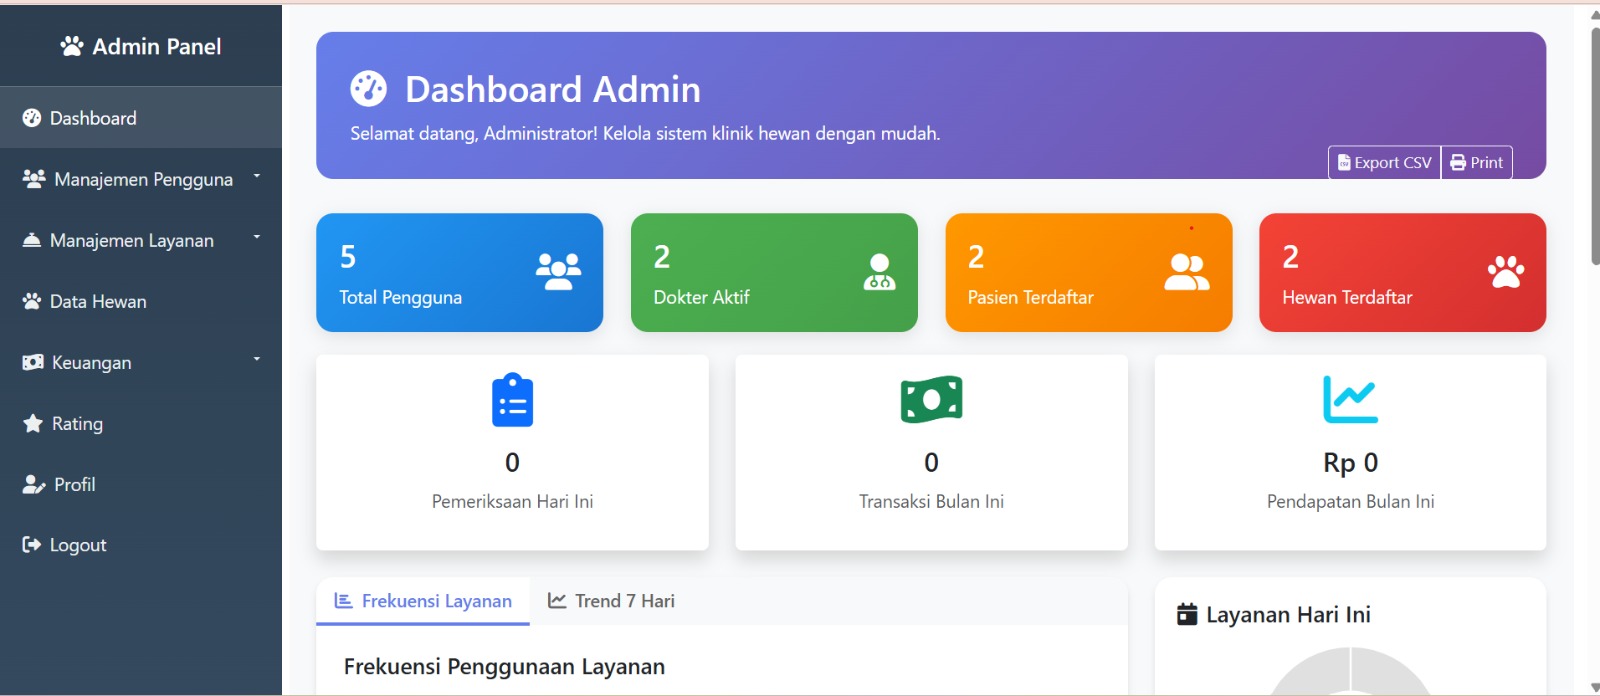 Admin Panel
Dashboard
Manajemen Pengguna
Manajemen Layanan
Data Hewan
Keuangan
Rating
Profil
Logout
Dashboard Admin
Selamat datang, Administrator! Kelola sistem klinik hewan dengan mudah.
Export CSV Print
5
Total Pengguna
2
Dokter Aktif
2
Pasien Terdaftar
2
Hewan Terdaftar
0
Pemeriksaan Hari Ini
0
Transaksi Bulan Ini
Rp 0
Pendapatan Bulan Ini
Frekuensi Layanan Trend 7 Hari
Frekuensi Penggunaan Layanan
Layanan Hari Ini